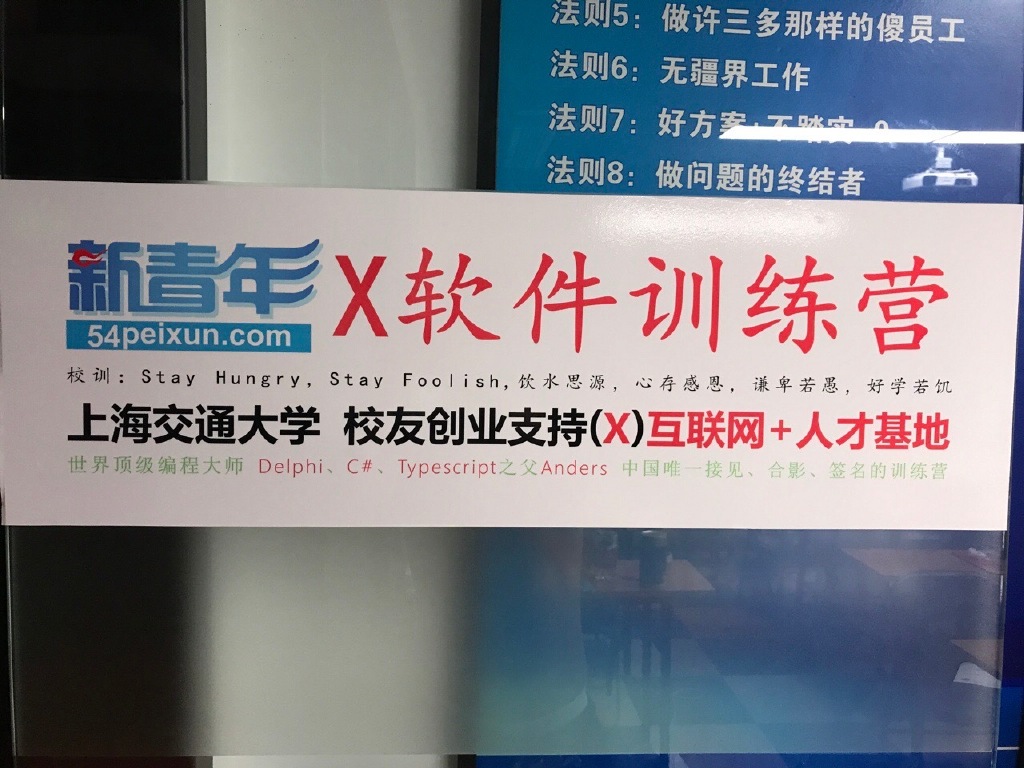 法则5：做许三多那样的傻员工
法则6：无疆界工作
法则7：好方案+不踏实=0
法则8：做问题的终结者
新青年
54peixun.com
X软件训练营
校训：Stay Hungry, Stay Foolish,饮水思源，心存感恩，谦卑若愚，好学若饥
上海交通大学 校友创业支持(X)互联网+人才基地
世界顶级编程大师 Delphi、C#、Typescript之父Anders 中国唯一接见、合影、签名的训练营